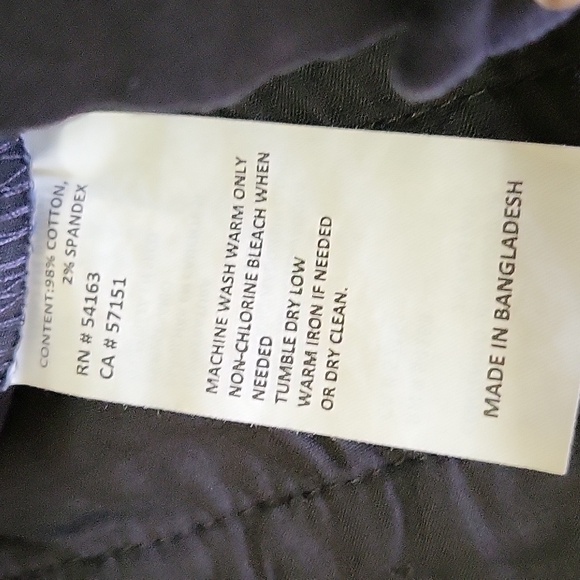 CONTENT:98% COTTON,
2% SPANDEX
RN # 54163
CA # 57151
MACHINE WASH WARM ONLY
NON-CHLORINE BLEACH WHEN
NEEDED
TUMBLE DRY LOW
WARM IRON IF NEEDED
OR DRY CLEAN.
MADE IN BANGLADESH